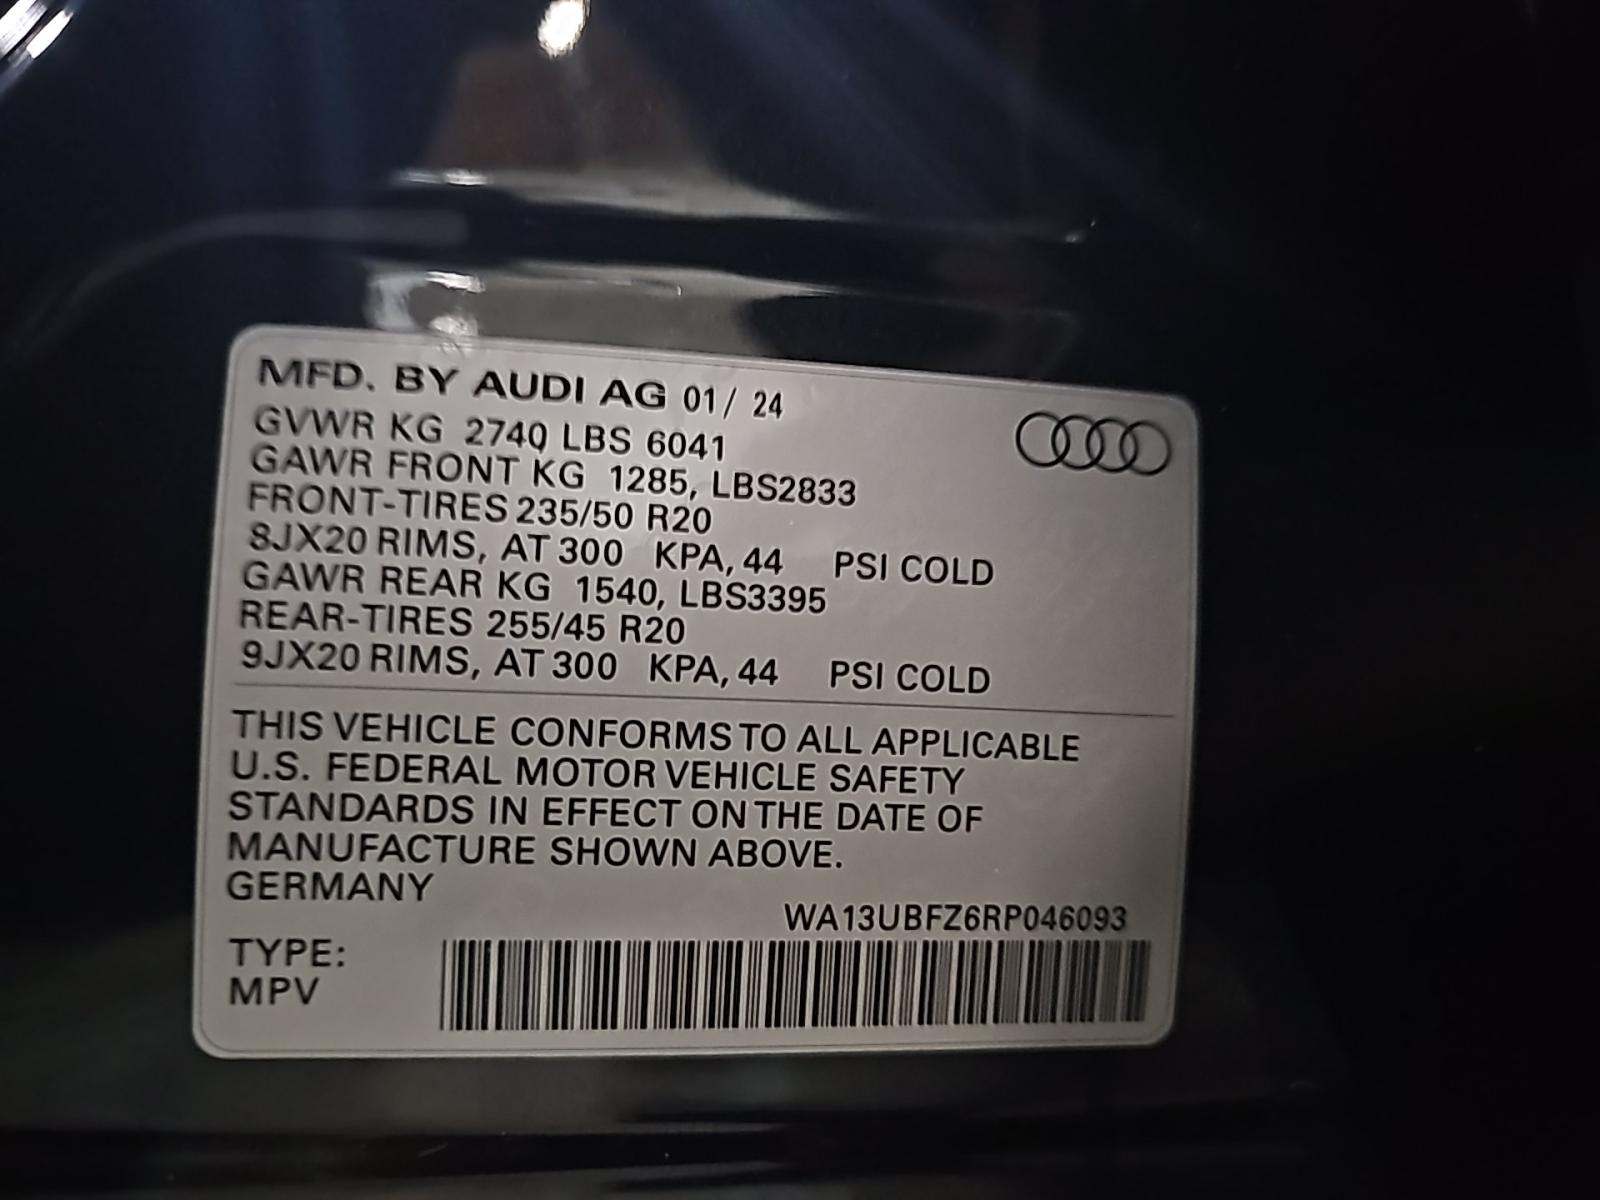 MFD. BY AUDI AG 01/ 24
GVWR KG 2740 LBS 6041
GAWR FRONT KG 1285, LBS2833
FRONT-TIRES 235/50 R20
8JX20 RIMS, AT 300 KPA, 44 PSI COLD
GAWR REAR KG 1540, LBS3395
REAR-TIRES 255/45 R20
9JX20 RIMS, AT 300 KPA, 44 PSI COLD
THIS VEHICLE CONFORMS TO ALL APPLICABLE
U.S. FEDERAL MOTOR VEHICLE SAFETY
STANDARDS IN EFFECT ON THE DATE OF
MANUFACTURE SHOWN ABOVE.
GERMANY
WA13UBFZ6RP046093
TYPE:
MPV